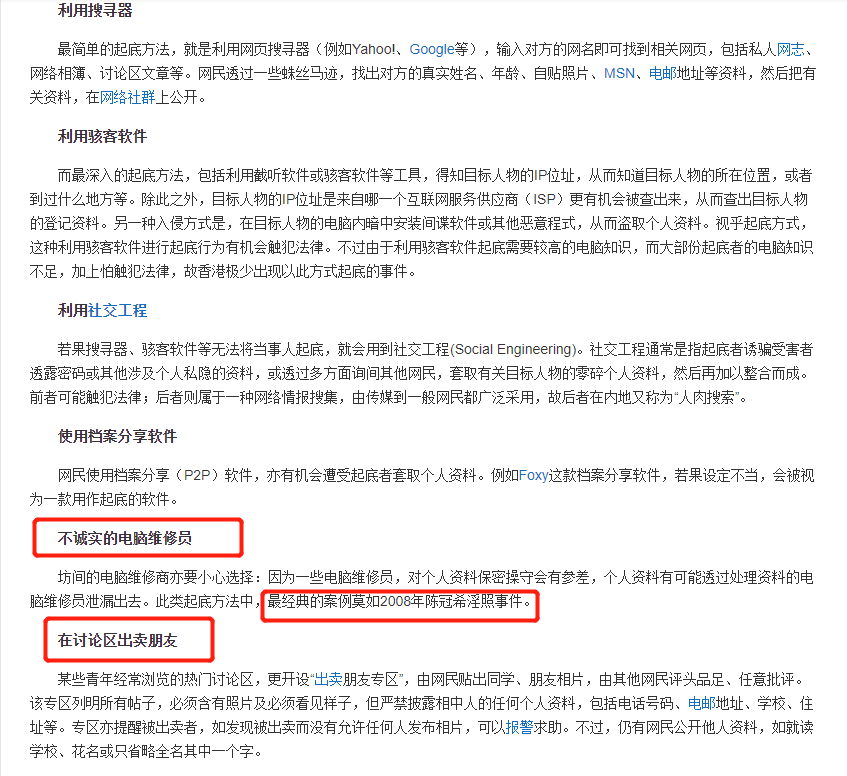 利用搜寻器
最简单的起底方法，就是利用网页搜寻器（例如Yahoo!、Google等），输入对方的网名即可找到相关网页，包括私人网志、
网络相簿、讨论区文章等。网民透过一些蛛丝马迹，找出对方的真实姓名、年龄、自贴照片、MSN、电邮地址等资料，然后把有
关资料，在网络社群上公开。
利用骇客软件
而最深入的起底方法，包括利用截听软件或骇客软件等工具，得知目标人物的IP位址，从而知道目标人物的所在位置，或者
到过什么地方等。除此之外，目标人物的IP位址是来自哪一个互联网服务供应商（ISP）更有机会被查出来，从而查出目标人物
的登记资料。另一种入侵方式是，在目标人物的电脑内暗中安装间谍软件或其他恶意程式，从而盗取个人资料。视乎起底方式，
这种利用骇客软件进行起底行为有机会触犯法律。不过由于利用骇客软件起底需要较高的电脑知识，而大部份起底者的电脑知识
不足，加上怕触犯法律，故香港极少出现以此方式起底的事件。
利用社交工程
若果搜寻器、骇客软件等无法将当事人起底，就会用到社交工程(Social Engineering)。社交工程通常是指起底者诱骗受害者
透露密码或其他涉及个人私隐的资料，或透过多方面询间其他网民，套取有关目标人物的零碎个人资料，然后再加以整合而成。
前者可能触犯法律；后者则属于一种网络情报搜集，由传媒到一般网民都广泛采用，故后者在内地又称为“人肉搜索”。
使用档案分享软件
网民使用档案分享（P2P）软件，亦有机会遭受起底者套取个人资料。例如Foxy这款档案分享软件，若果设定不当，会被视
为一款用作起底的软件。
不诚实的电脑维修员
坊间的电脑维修商亦要小心选择：因为一些电脑维修员，对个人资料保密操守会有参差，个人资料有可能透过处理资料的电
脑维修员泄漏出去。此类起底方法中，最经典的案例莫如2008年陈冠希淫照事件。
在讨论区出卖朋友
某些青年经常浏览的热门讨论区，更开设“出卖朋友专区”，由网民贴出同学、朋友相片，由其他网民评头品足、任意批评。
该专区列明所有帖子，必须含有照片及必须看见样子，但严禁披露相中人的任何个人资料，包括电话号码、电邮地址、学校、住
址等。专区亦提醒被出卖者，如发现被出卖而没有允许任何人发布相片，可以报警求助。不过，仍有网民公开他人资料，如就读
学校、花名或只省略全名其中一个字。